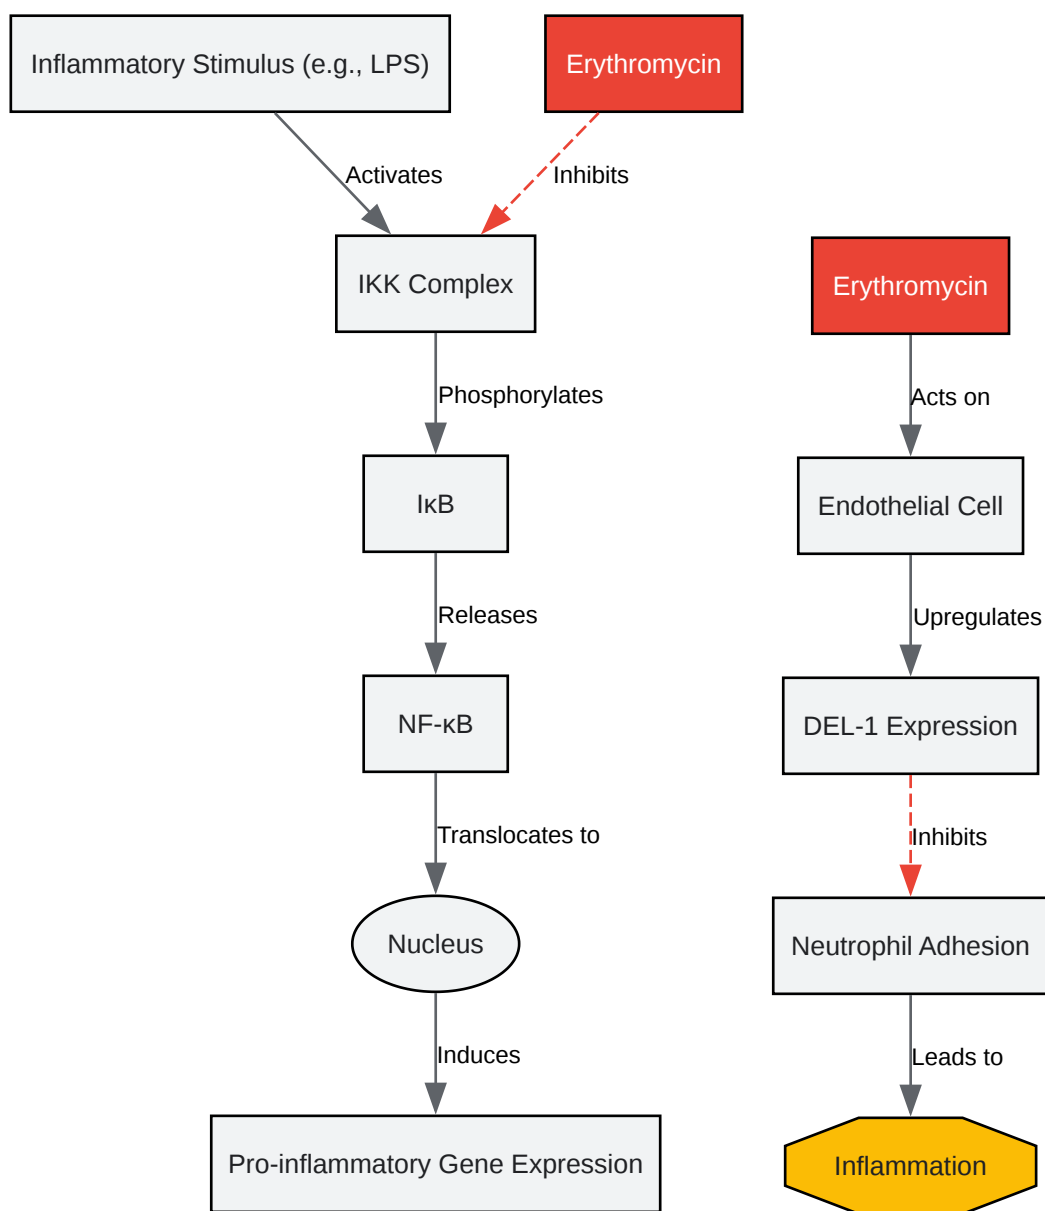 Inflammatory Stimulus (e.g., LPS)
Erythromycin
Activates
Inhibits
IKK Complex
Erythromycin
Phosphorylates
Acts on
IκB
Endothelial Cell
Releases
Upregulates
NF-κB
DEL-1 Expression
Translocates to
Inhibits
Nucleus
Neutrophil Adhesion
Induces
Leads to
Pro-inflammatory Gene Expression
Inflammation